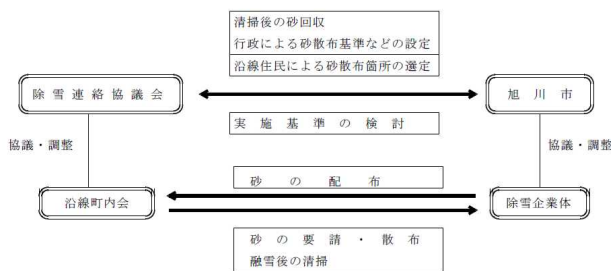 清掃後の砂回収
行政による砂散布基準などの設定
沿線住民による砂散布箇所の選定
除雪連絡協議会
旭川市
実施基準の検討
協議・調整
協議・調整
砂の配布
沿線町内会
除雪企業体
砂の要請・散布
融雪後の清掃